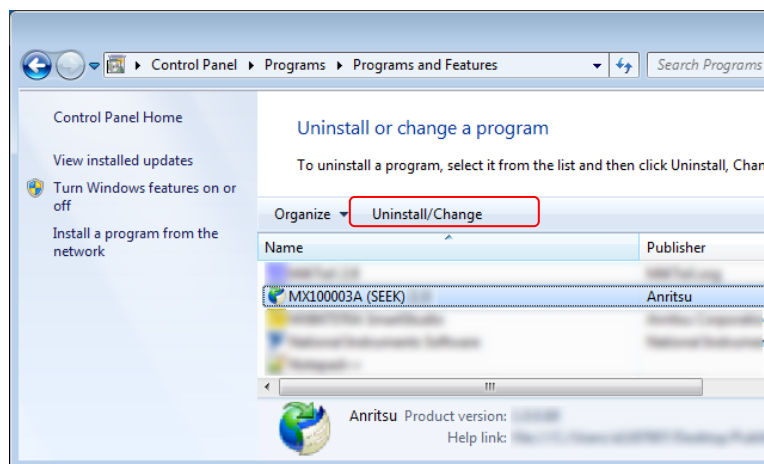 Control Panel Programs Programs and Features Search Programs
Control Panel Home
View installed updates
Turn Windows features on or
off
Install a program from the
network
Uninstall or change a program
To uninstall a program, select it from the list and then click Uninstall, Chan
Organize Uninstall/Change
Name Publisher
MX100003A (SEEK) Anritsu
Anritsu Product version:
Help link: